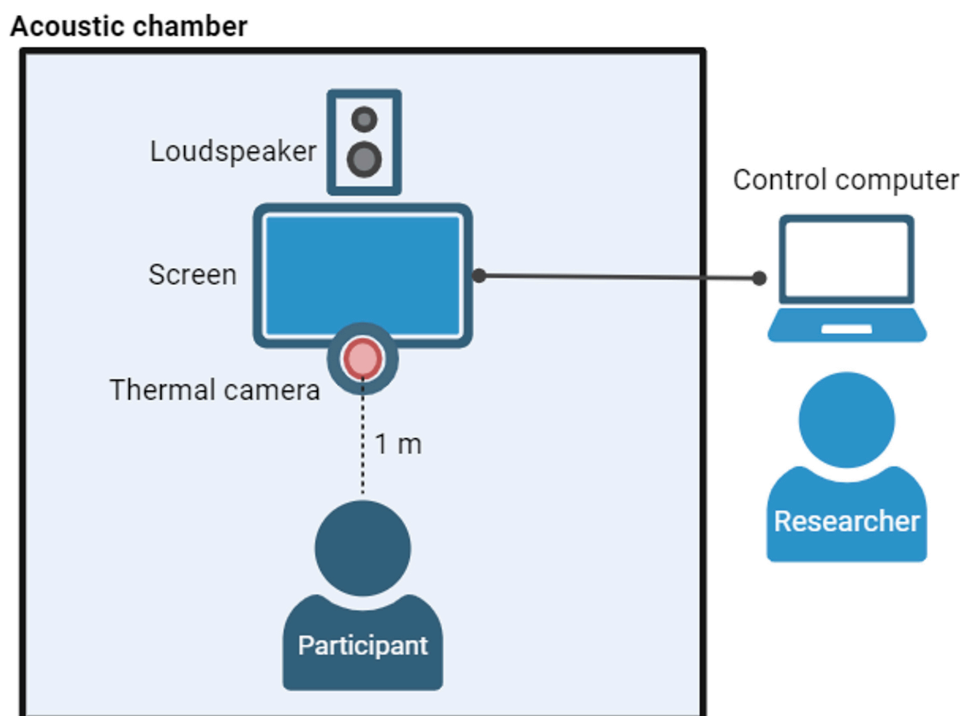 Acoustic chamber
Loudspeaker
Control computer
Screen
Thermal camera
1 m
Researcher
Participant